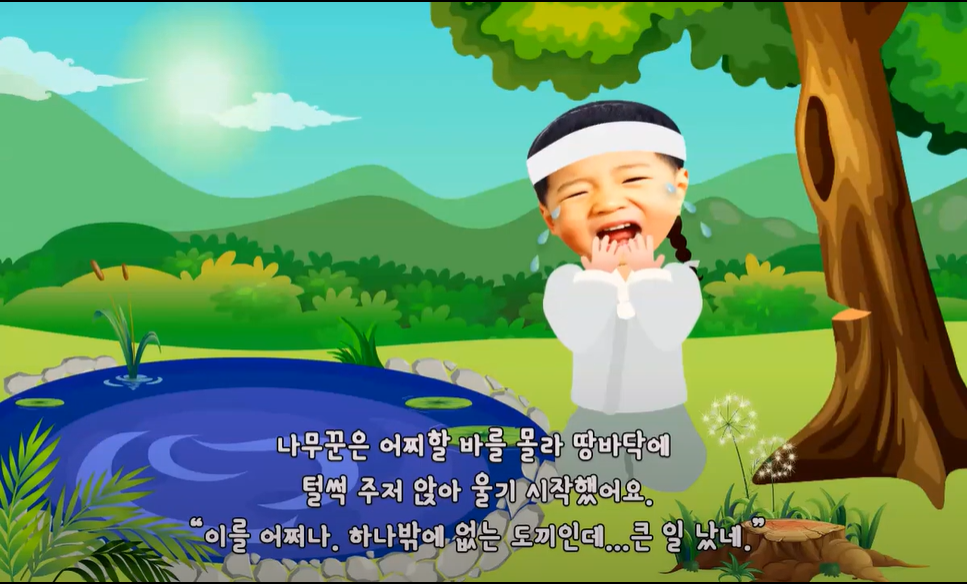 나무꾼은 어찌할 바를 몰라 땅바닥에
털썩 주저 앉아 울기 시작했어요.
“이를 어쩌나. 하나밖에 없는 도끼인데...큰 일 났네.”